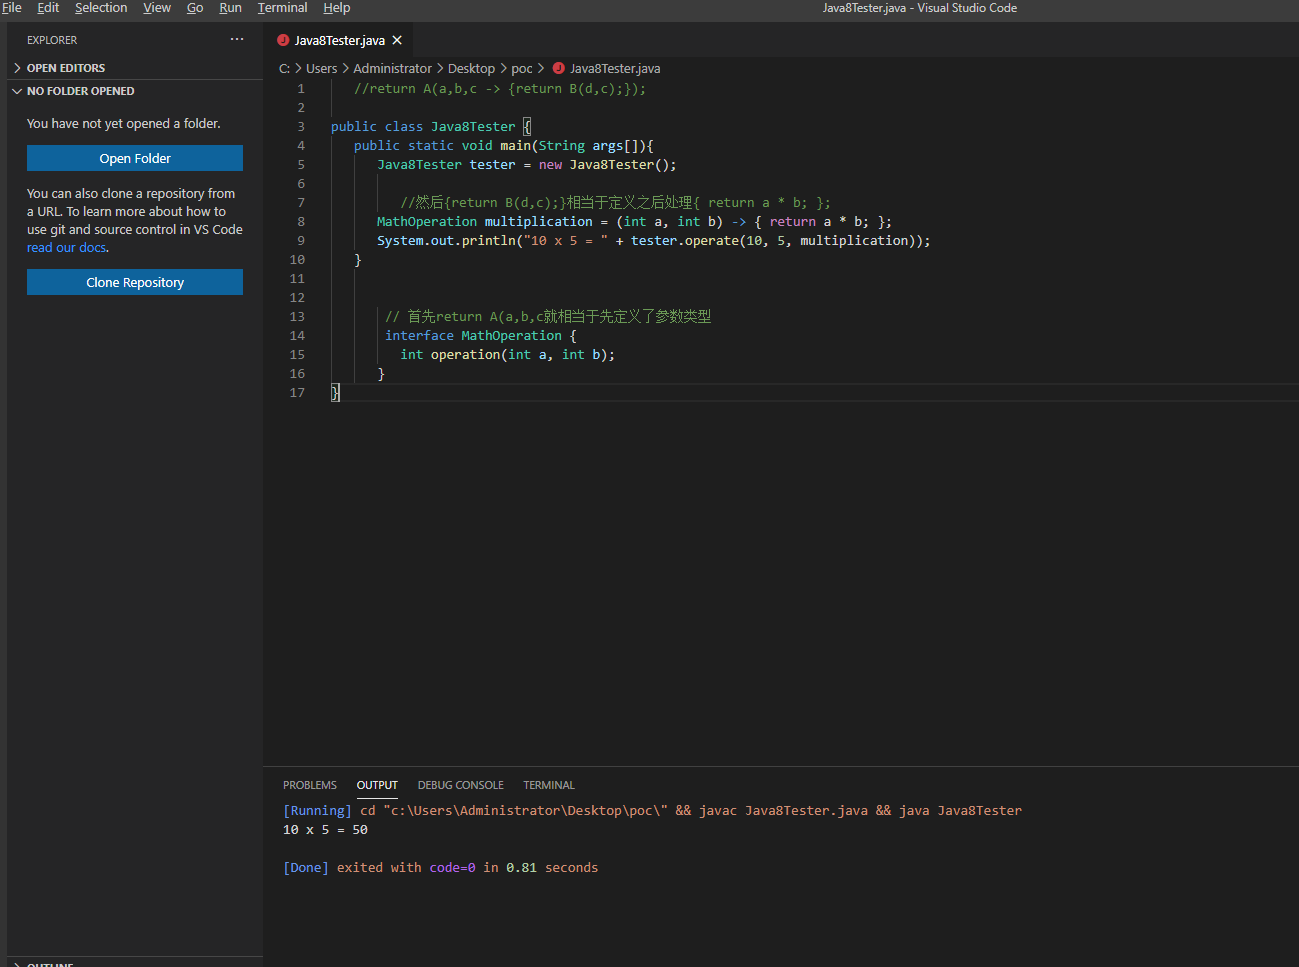 File Edit Selection View Go Run Terminal Help
Java8Tester.java - Visual Studio Code
EXPLORER ···
OPEN EDITORS
NO FOLDER OPENED
You have not yet opened a folder.
Open Folder
You can also clone a repository from
a URL. To learn more about how to
use git and source control in VS Code
read our docs.
Clone Repository
Java8Tester.java
C: > Users > Administrator > Desktop > poc > Java8Tester.java
1 //return A(a,b,c -> {return B(d,c);});
2
3 public class Java8Tester {
4 public static void main(String args[]){
5 Java8Tester tester = new Java8Tester();
6
7 //然后{return B(d,c);}相当于定义之后处理{ return a * b; };
8 MathOperation multiplication = (int a, int b) -> { return a * b; };
9 System.out.println("10 x 5 = " + tester.operate(10, 5, multiplication));
10 }
11
12
13 // 首先return A(a,b,c就相当于先定义了参数类型
14 interface MathOperation {
15 int operation(int a, int b);
16 }
17 }
PROBLEMS OUTPUT DEBUG CONSOLE TERMINAL
[Running] cd "c:\Users\Administrator\Desktop\poc\" && javac Java8Tester.java && java Java8Tester
10 x 5 = 50
[Done] exited with code=0 in 0.81 seconds
OUTLINE